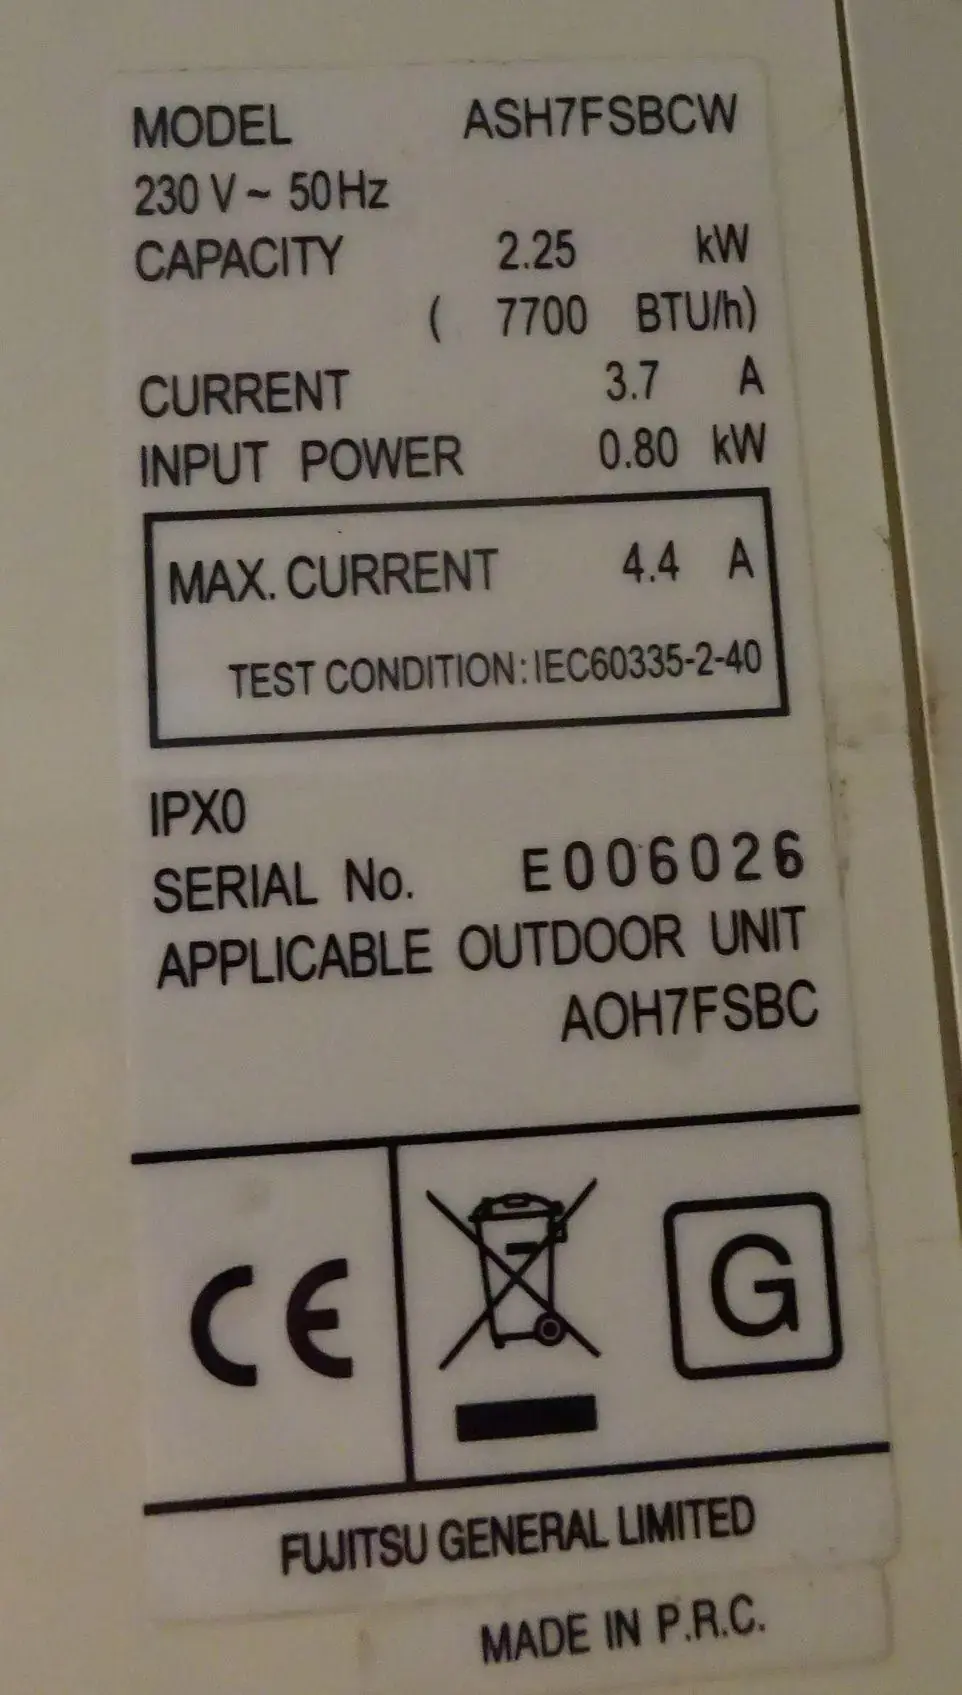 MODEL ASH7FSBCW
230 V ~ 50 Hz
CAPACITY 2.25 kW
( 7700 BTU/h)
CURRENT 3.7 A
INPUT POWER 0.80 kW
MAX. CURRENT 4.4 A
TEST CONDITION: IEC60335-2-40
IPX0
SERIAL No. E006026
APPLICABLE OUTDOOR UNIT
AOH7FSBC
CE G
FUJITSU GENERAL LIMITED
MADE IN P.R.C.